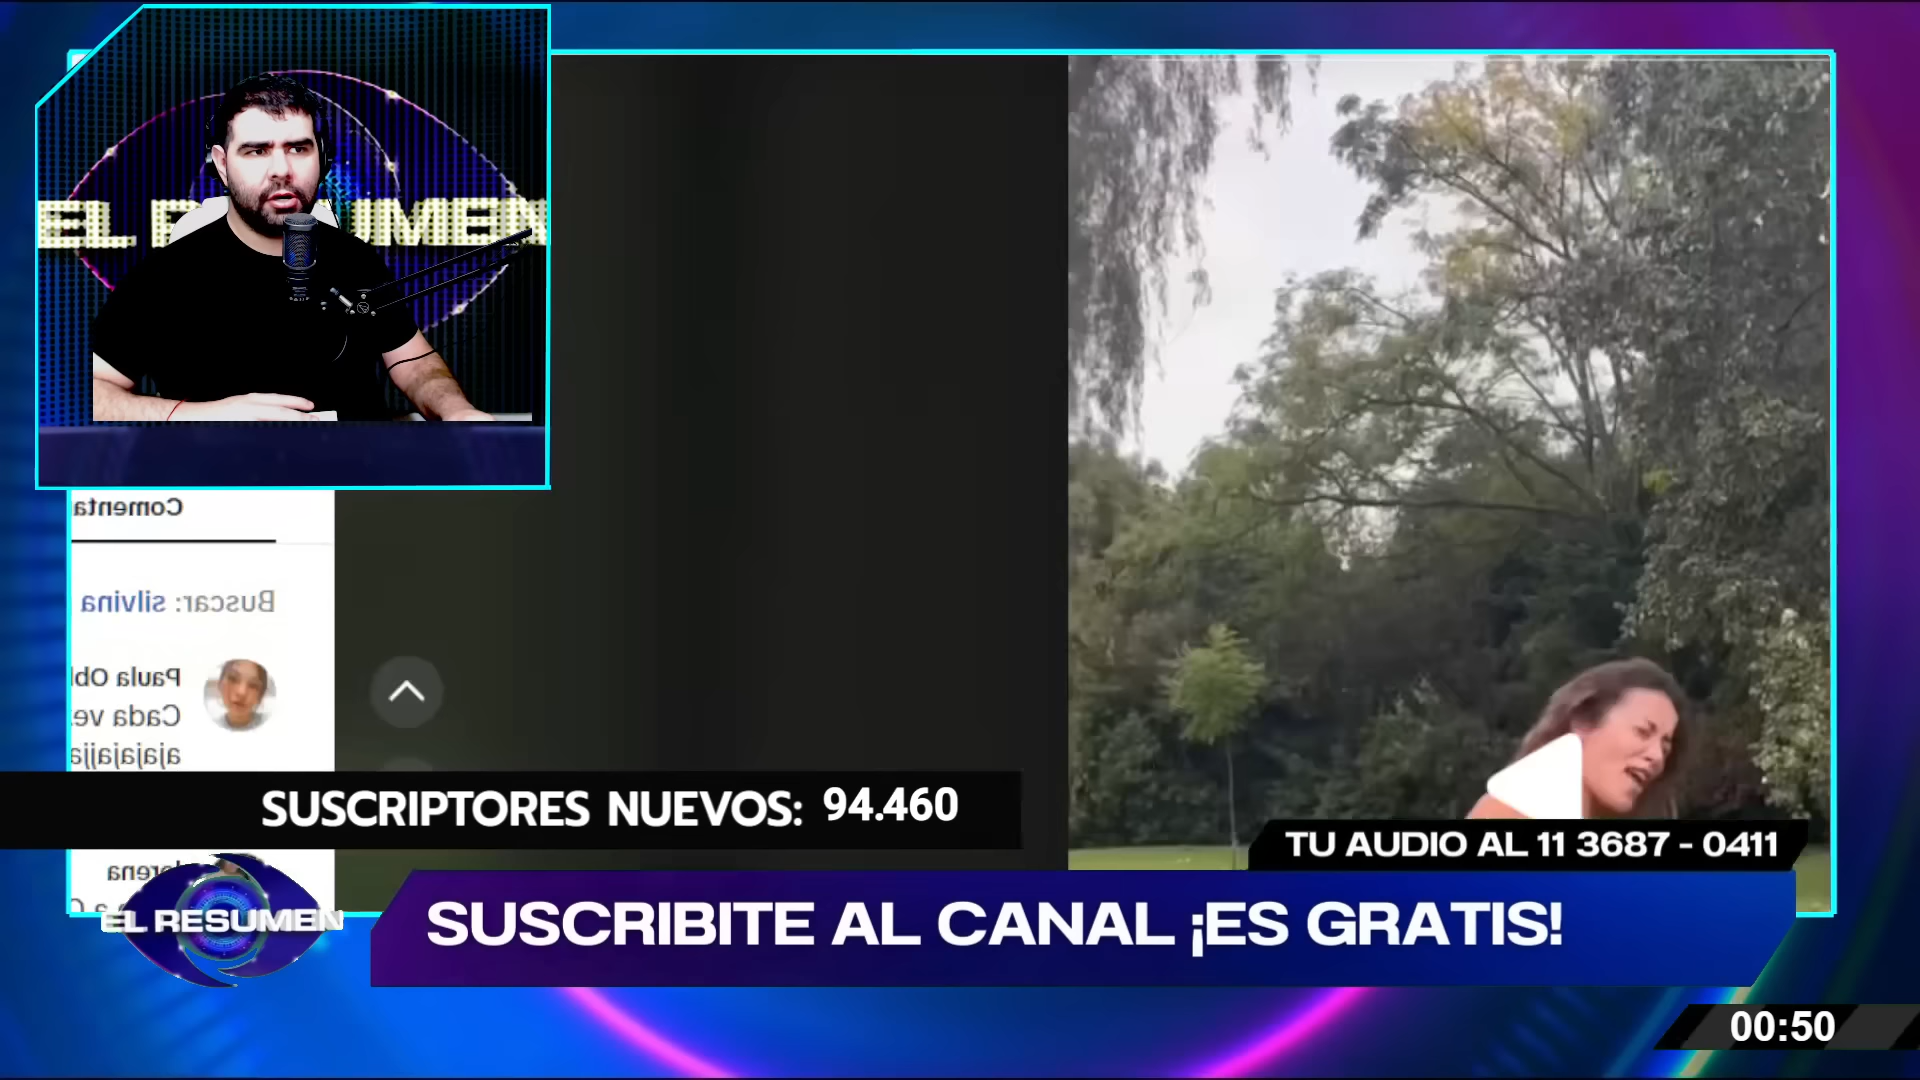 EL RESUMEN
Comenta
Buscar: silvina
Paula Obl
Cada ve
ajajajajja
SUSCRIPTORES NUEVOS: 94.460
TU AUDIO AL 11 3687 - 0411
EL RESUMEN
SUSCRIBITE AL CANAL ¡ES GRATIS!
00:50